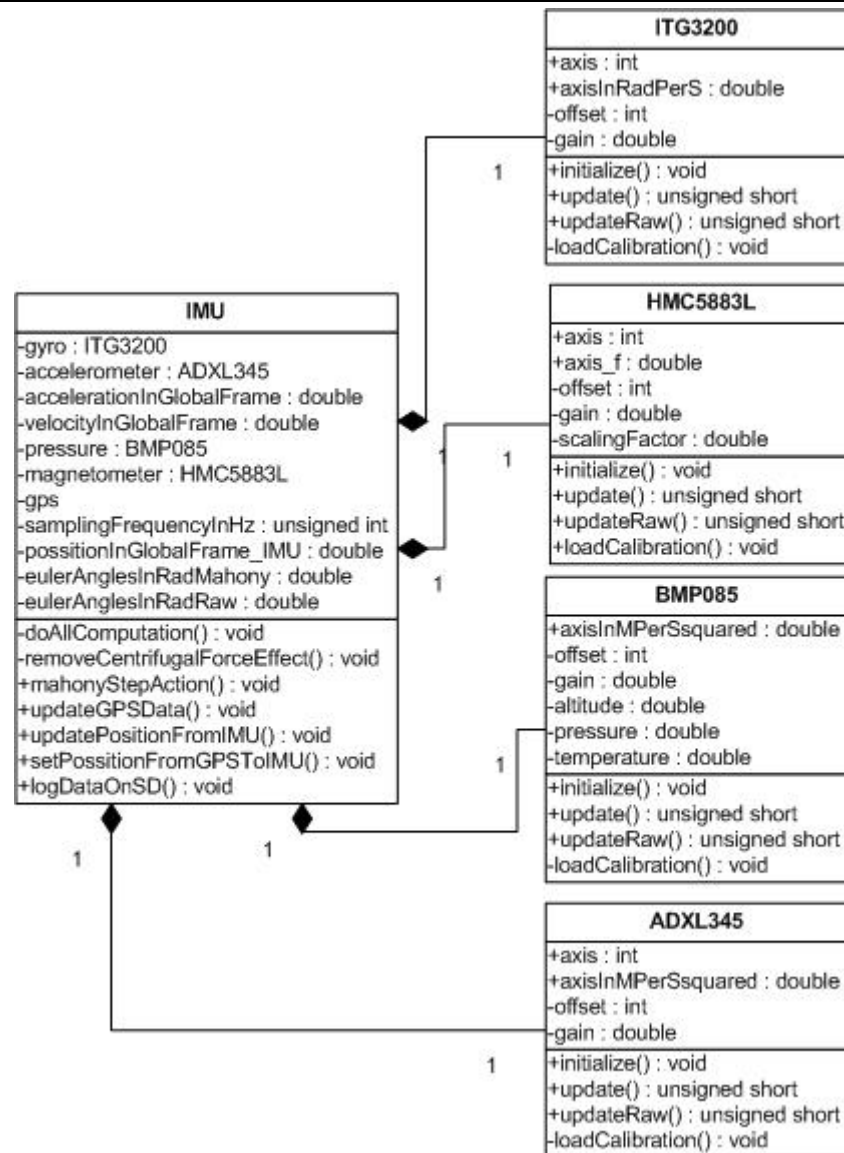 ITG3200
+axis : int
+axisInRadPerS : double
-offset : int
-gain : double
+initialize() : void
+update() : unsigned short
+updateRaw() : unsigned short
-loadCalibration() : void
1
IMU
-gyro : ITG3200
-accelerometer : ADXL345
-accelerationInGlobalFrame : double
-velocityInGlobalFrame : double
-pressure : BMP085
-magnetometer : HMC5883L
-gps
-samplingFrequencyInHz : unsigned int
-possitionInGlobalFrame_IMU : double
-eulerAnglesInRadMahony : double
-eulerAnglesInRadRaw : double
-doAllComputation() : void
-removeCentrifugalForceEffect() : void
+mahonyStepAction() : void
+updateGPSData() : void
+updatePositionFromIMU() : void
+setPossitionFromGPSToIMU() : void
+logDataOnSD() : void
1
1
1
1
HMC5883L
+axis : int
+axis_f : double
-offset : int
-gain : double
-scalingFactor : double
+initialize() : void
+update() : unsigned short
+updateRaw() : unsigned short
+loadCalibration() : void
1
BMP085
+axisInMPerSsquared : double
-offset : int
-gain : double
-altitude : double
-pressure : double
-temperature : double
+initialize() : void
+update() : unsigned short
+updateRaw() : unsigned short
-loadCalibration() : void
1
ADXL345
+axis : int
+axisInMPerSsquared : double
-offset : int
-gain : double
+initialize() : void
+update() : unsigned short
+updateRaw() : unsigned short
-loadCalibration() : void
1